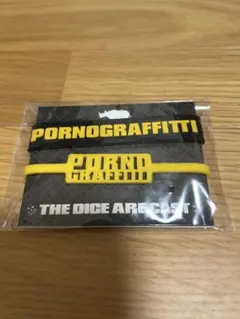 PORNOGRAFFITTI
PORNO
GRAFFITTI
THE DICE ARE CAST